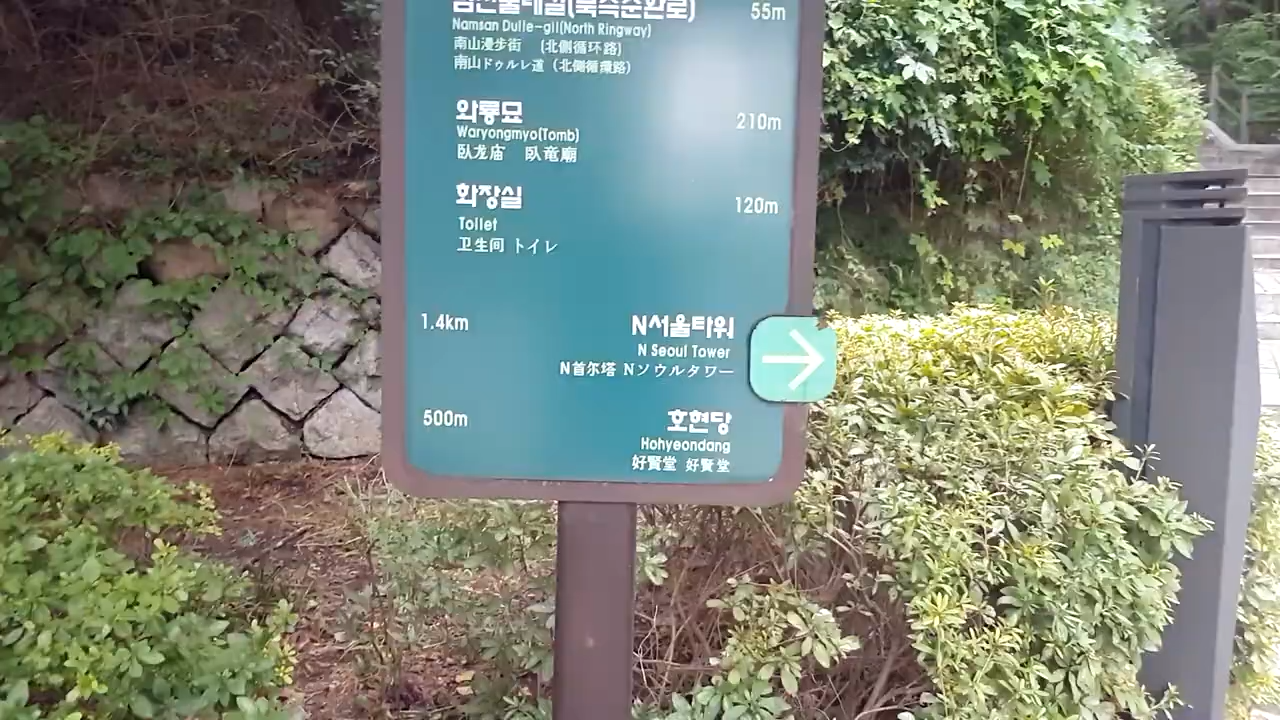 남산둘레길(북측순환로) 55m
Namsan Dulle-gil(North Ringway)
南山漫步街 (北侧循环路)
南山ドゥルレ道 (北側循環路)
와룡묘 210m
Waryongmyo(Tomb)
卧龙庙 臥竜廟
화장실 120m
Toilet
卫生间 トイレ
1.4km N서울타워
N Seoul Tower
N首尔塔 Nソウルタワー
500m 호현당
Hohyeondang
好賢堂 好賢堂